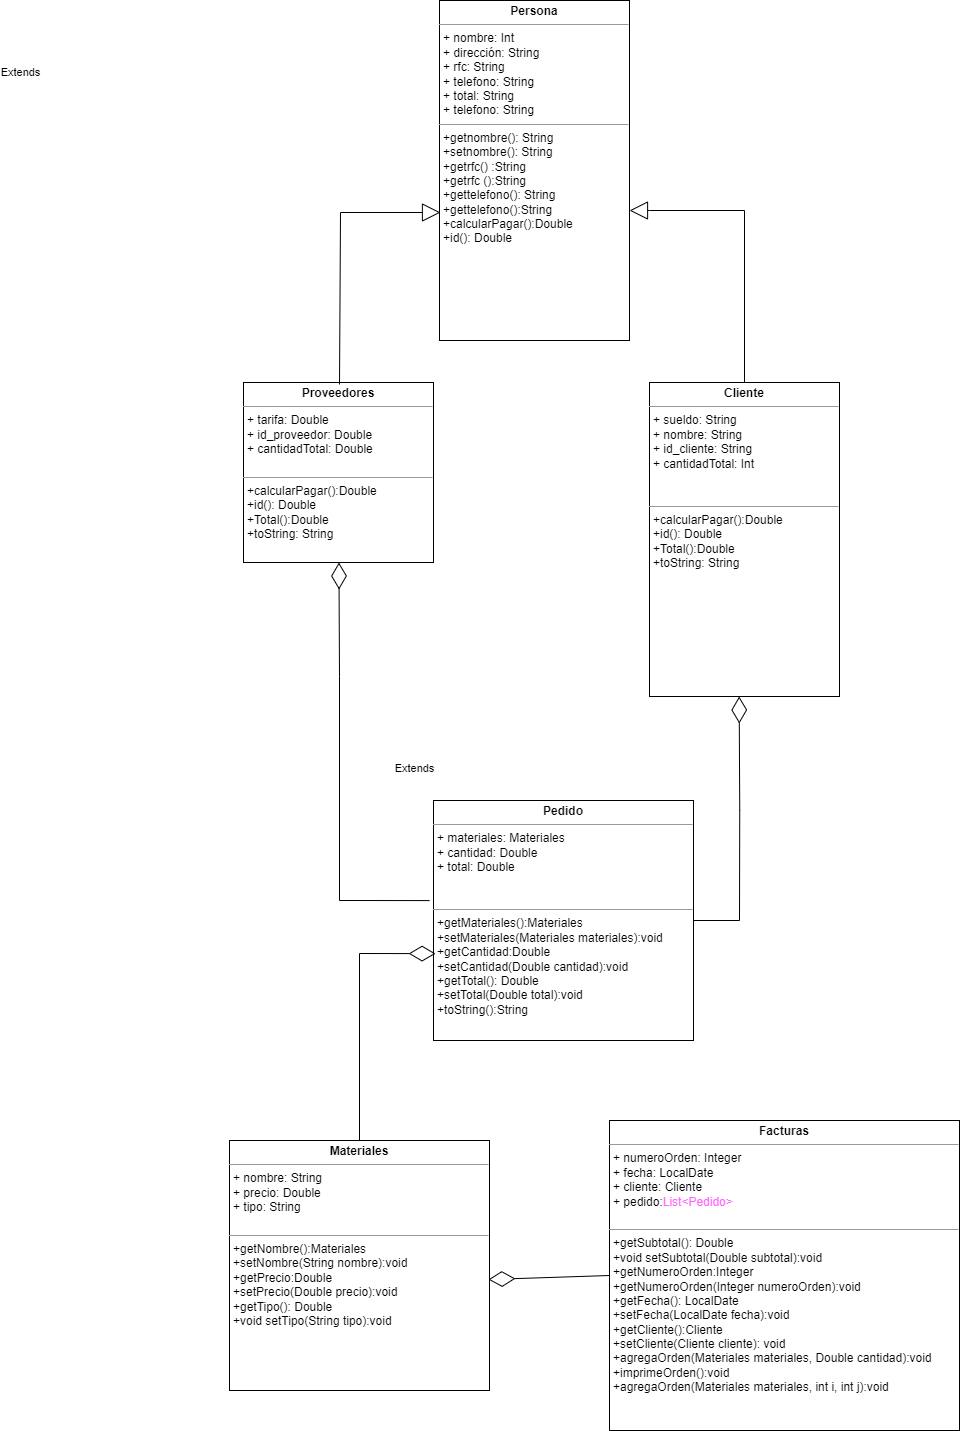 Persona
+ nombre: Int
+ dirección: String
+ rfc: String
+ telefono: String
+ total: String
+ telefono: String
+getnombre(): String
+setnombre(): String
+getrfc() :String
+getrfc ():String
+gettelefono(): String
+gettelefono():String
+calcularPagar():Double
+id(): Double
Extends
Proveedores
+ tarifa: Double
+ id_proveedor: Double
+ cantidadTotal: Double
+calcularPagar():Double
+id(): Double
+Total():Double
+toString: String
Cliente
+ sueldo: String
+ nombre: String
+ id_cliente: String
+ cantidadTotal: Int
+calcularPagar():Double
+id(): Double
+Total():Double
+toString: String
Extends
Pedido
+ materiales: Materiales
+ cantidad: Double
+ total: Double
+getMateriales():Materiales
+setMateriales(Materiales materiales):void
+getCantidad:Double
+setCantidad(Double cantidad):void
+getTotal(): Double
+setTotal(Double total):void
+toString():String
Materiales
+ nombre: String
+ precio: Double
+ tipo: String
+getNombre():Materiales
+setNombre(String nombre):void
+getPrecio:Double
+setPrecio(Double precio):void
+getTipo(): Double
+void setTipo(String tipo):void
Facturas
+ numeroOrden: Integer
+ fecha: LocalDate
+ cliente: Cliente
+ pedido:List<Pedido>
+getSubtotal(): Double
+void setSubtotal(Double subtotal):void
+getNumeroOrden:Integer
+getNumeroOrden(Integer numeroOrden):void
+getFecha(): LocalDate
+setFecha(LocalDate fecha):void
+getCliente():Cliente
+setCliente(Cliente cliente): void
+agregaOrden(Materiales materiales, Double cantidad):void
+imprimeOrden():void
+agregaOrden(Materiales materiales, int i, int j):void